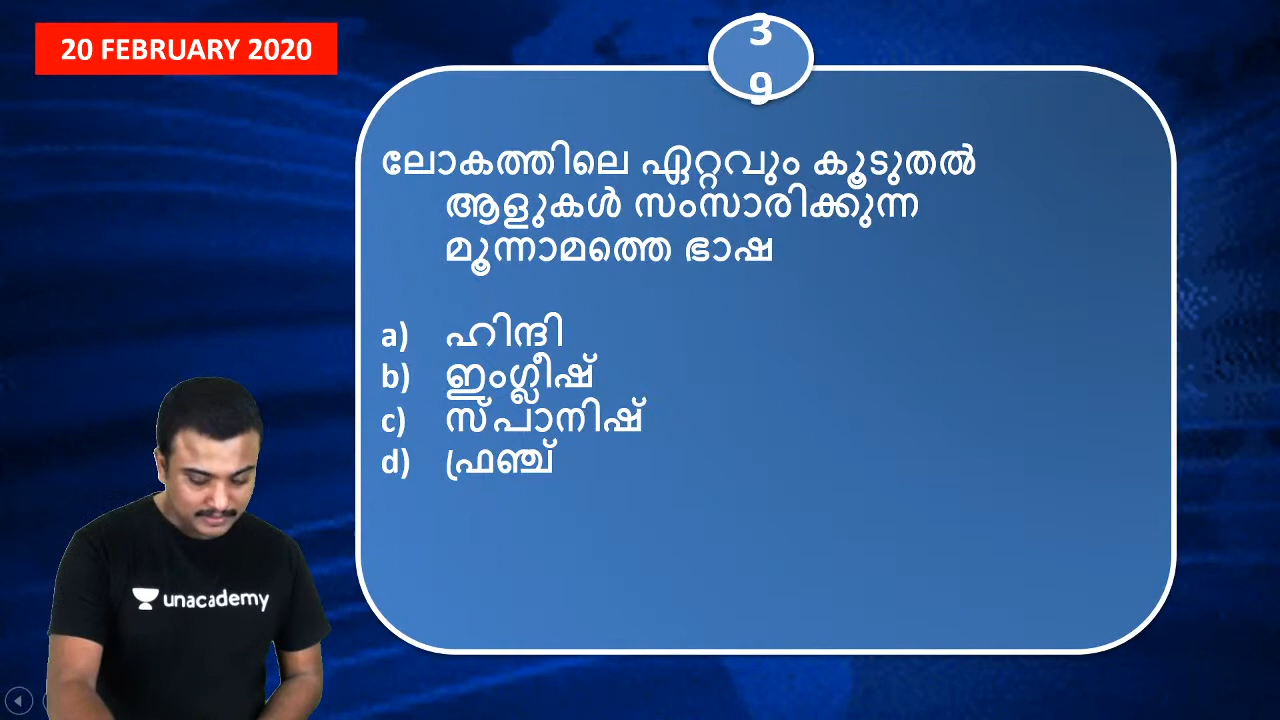 20 FEBRUARY 2020
3
9
ലോകത്തിലെ ഏറ്റവും കൂടുതൽ
ആളുകൾ സംസാരിക്കുന്ന
മൂന്നാമത്തെ ഭാഷ
a) ഹിന്ദി
b) ഇംഗ്ലീഷ്
c) സ്പാനിഷ്
d) ഫ്രഞ്ച്
unacademy